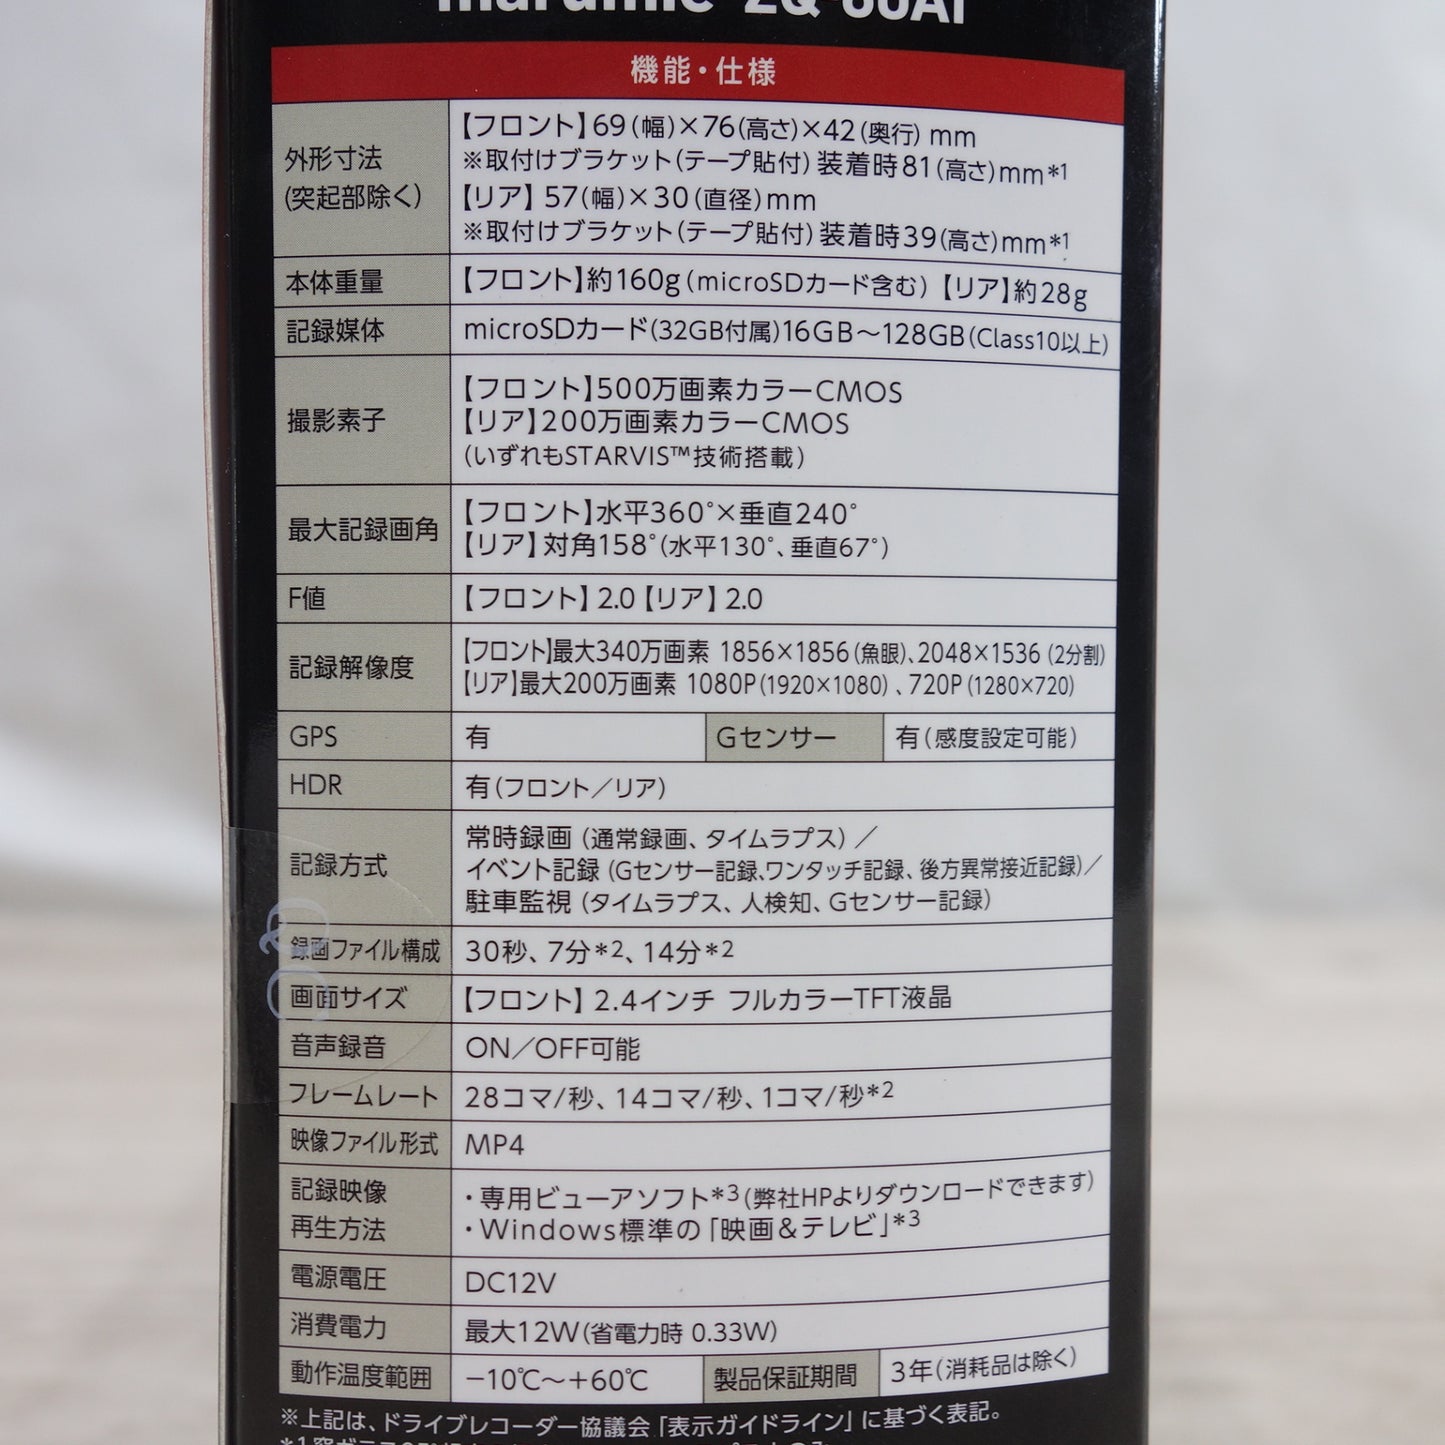 marumie ZQ-
機能・仕様
外形寸法
(突起部除く)
【フロント】69(幅)×76(高さ)×42(奥行) mm
※取付けブラケット(テープ貼付) 装着時81(高さ)mm*1
【リア】 57(幅)×30(直径)mm
※取付けブラケット(テープ貼付) 装着時39(高さ)mm*1
本体重量
【フロント】約160g(microSDカード含む) 【リア】約28g
記録媒体
microSDカード(32GB付属)16GB〜128GB(Class10以上)
撮影素子
【フロント】500万画素カラーCMOS
【リア】200万画素カラーCMOS
(いずれもSTARVIS™技術搭載)
最大記録画角
【フロント】水平360°×垂直240°
【リア】対角158°(水平130°、垂直67°)
F値
【フロント】 2.0【リア】 2.0
記録解像度
【フロント】最大340万画素 1856×1856(魚眼)、2048×1536 (2分割)
【リア】最大200万画素 1080P(1920×1080) 、720P(1280×720)
GPS
有
Gセンサー
有(感度設定可能)
HDR
有(フロント／リア)
記録方式
常時録画 (通常録画、タイムラプス) ／
イベント記録 (Gセンサー記録、ワンタッチ記録、後方異常接近記録)／
駐車監視 (タイムラプス、人検知、Gセンサー記録)
録画ファイル構成
30秒、7分*2、14分*2
画面サイズ
【フロント】 2.4インチ フルカラーTFT液晶
音声録音
ON／OFF可能
フレームレート
28コマ/秒、14コマ/秒、1コマ/秒*2
映像ファイル形式
MP4
記録映像
再生方法
・専用ビューアソフト*3(弊社HPよりダウンロードできます)
・Windows標準の「映画&テレビ」*3
電源電圧
DC12V
消費電力
最大12W(省電力時 0.33W)
動作温度範囲
−10℃〜+60℃
製品保証期間
3年(消耗品は除く)
※上記は、ドライブレコーダー協議会「表示ガイドライン」に基づく表記。